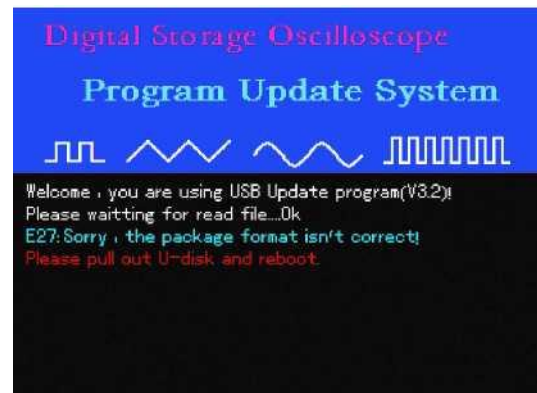 Digital Storage Oscilloscope
Program Update System
Welcome , you are using USB Update program(V3.2)!
Please waitting for read file....Ok
E27: Sorry , the package format isn't correct!
Please pull out U-disk and reboot.